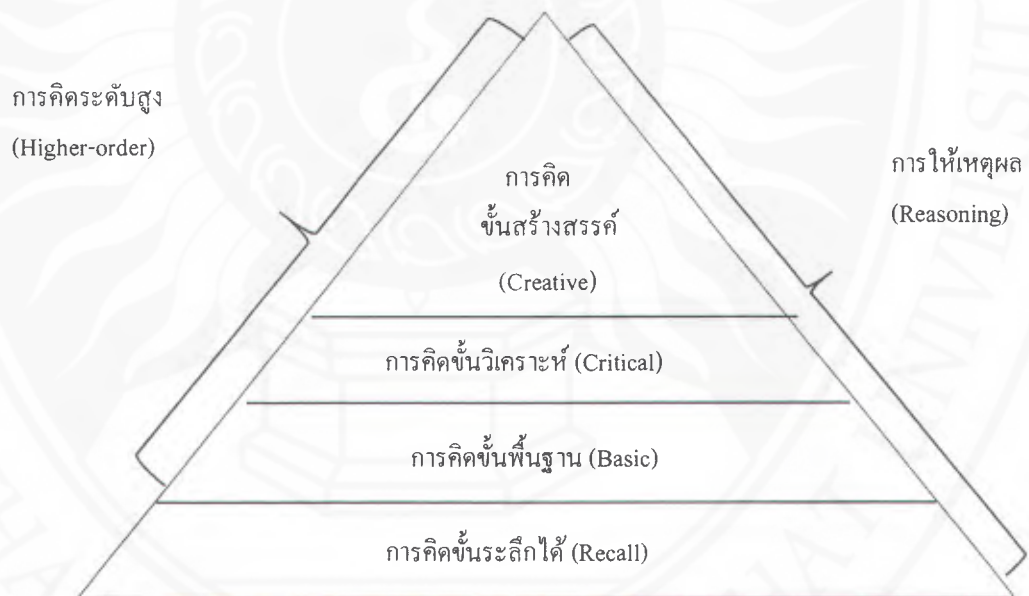 การคิดระดับสูง
(Higher-order)
การให้เหตุผล
(Reasoning)
การคิด
ขั้นสร้างสรรค์
(Creative)
การคิดขั้นวิเคราะห์ (Critical)
การคิดขั้นพื้นฐาน (Basic)
การคิดขั้นระลึกได้ (Recall)